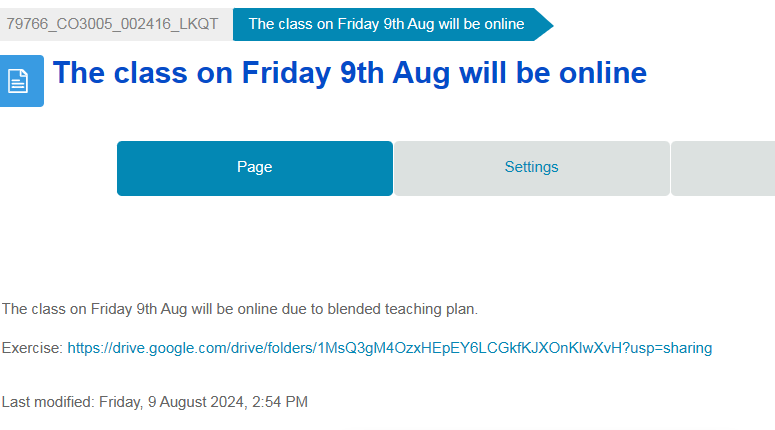 79766_CO3005_002416_LKQT
The class on Friday 9th Aug will be online
The class on Friday 9th Aug will be online
Page
Settings
The class on Friday 9th Aug will be online due to blended teaching plan.
Exercise: https://drive.google.com/drive/folders/1MsQ3gM4OzxHEpEY6LCGkfKJXOnKIwXvH?usp=sharing
Last modified: Friday, 9 August 2024, 2:54 PM